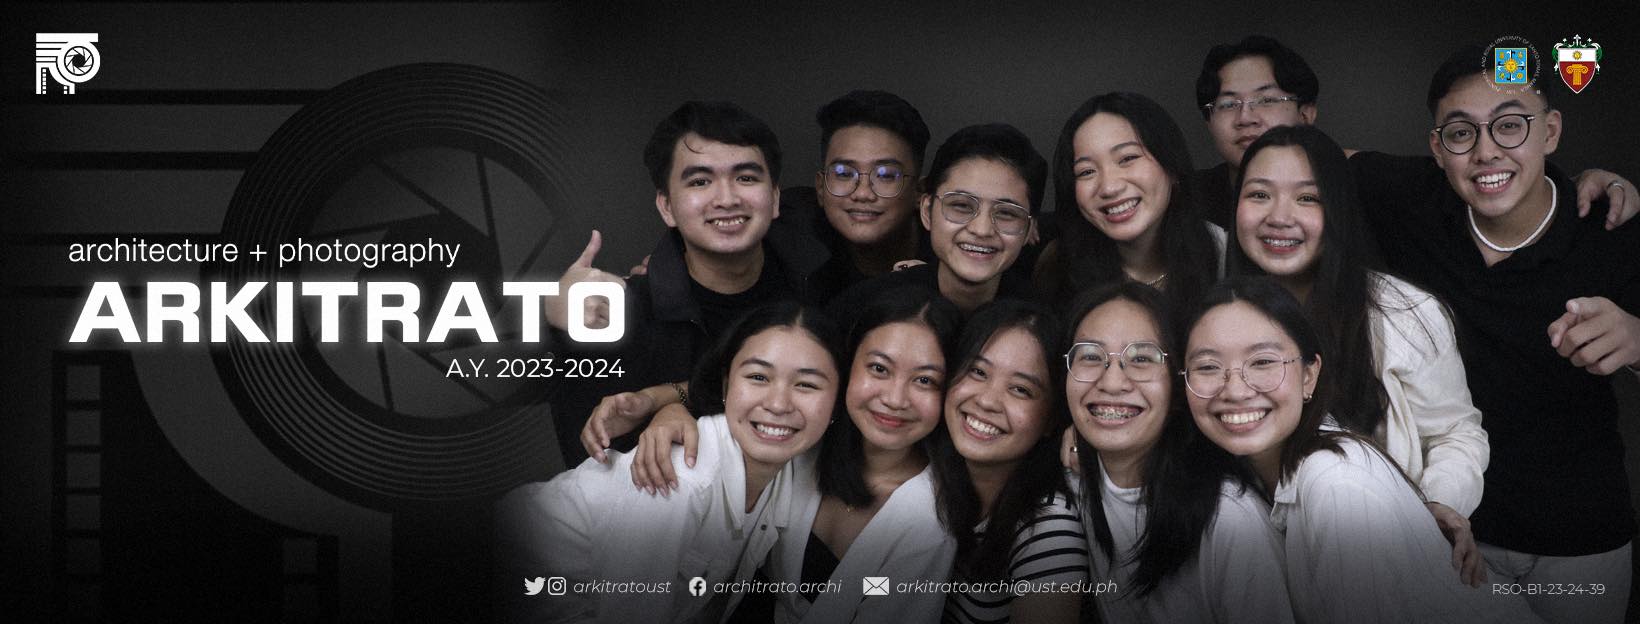 architecture + photography
ARKITRATO
A.Y. 2023-2024
arkitratoust architrato.archi arkitrato.archi@ust.edu.ph
RSO-B1-23-24-39